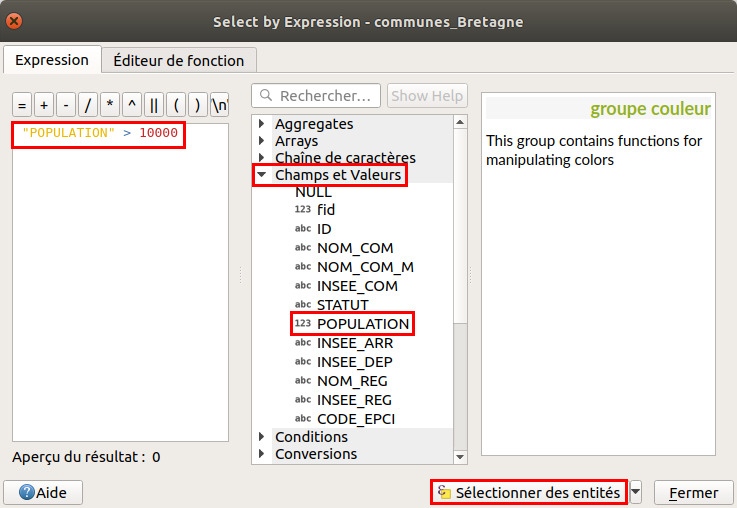 Select by Expression - communes_Bretagne
Expression
Éditeur de fonction
= + - / * ^ || ( ) \n'
"POPULATION" > 10000
Aperçu du résultat : 0
Rechercher…
Show Help
Aggregates
Arrays
Chaîne de caractères
Champs et Valeurs
NULL
123 fid
abc ID
abc NOM_COM
abc NOM_COM_M
abc INSEE_COM
abc STATUT
123 POPULATION
abc INSEE_ARR
abc INSEE_DEP
abc NOM_REG
abc INSEE_REG
abc CODE_EPCI
Conditions
Conversions
groupe couleur
This group contains functions for
manipulating colors
Aide
Sélectionner des entités
Fermer